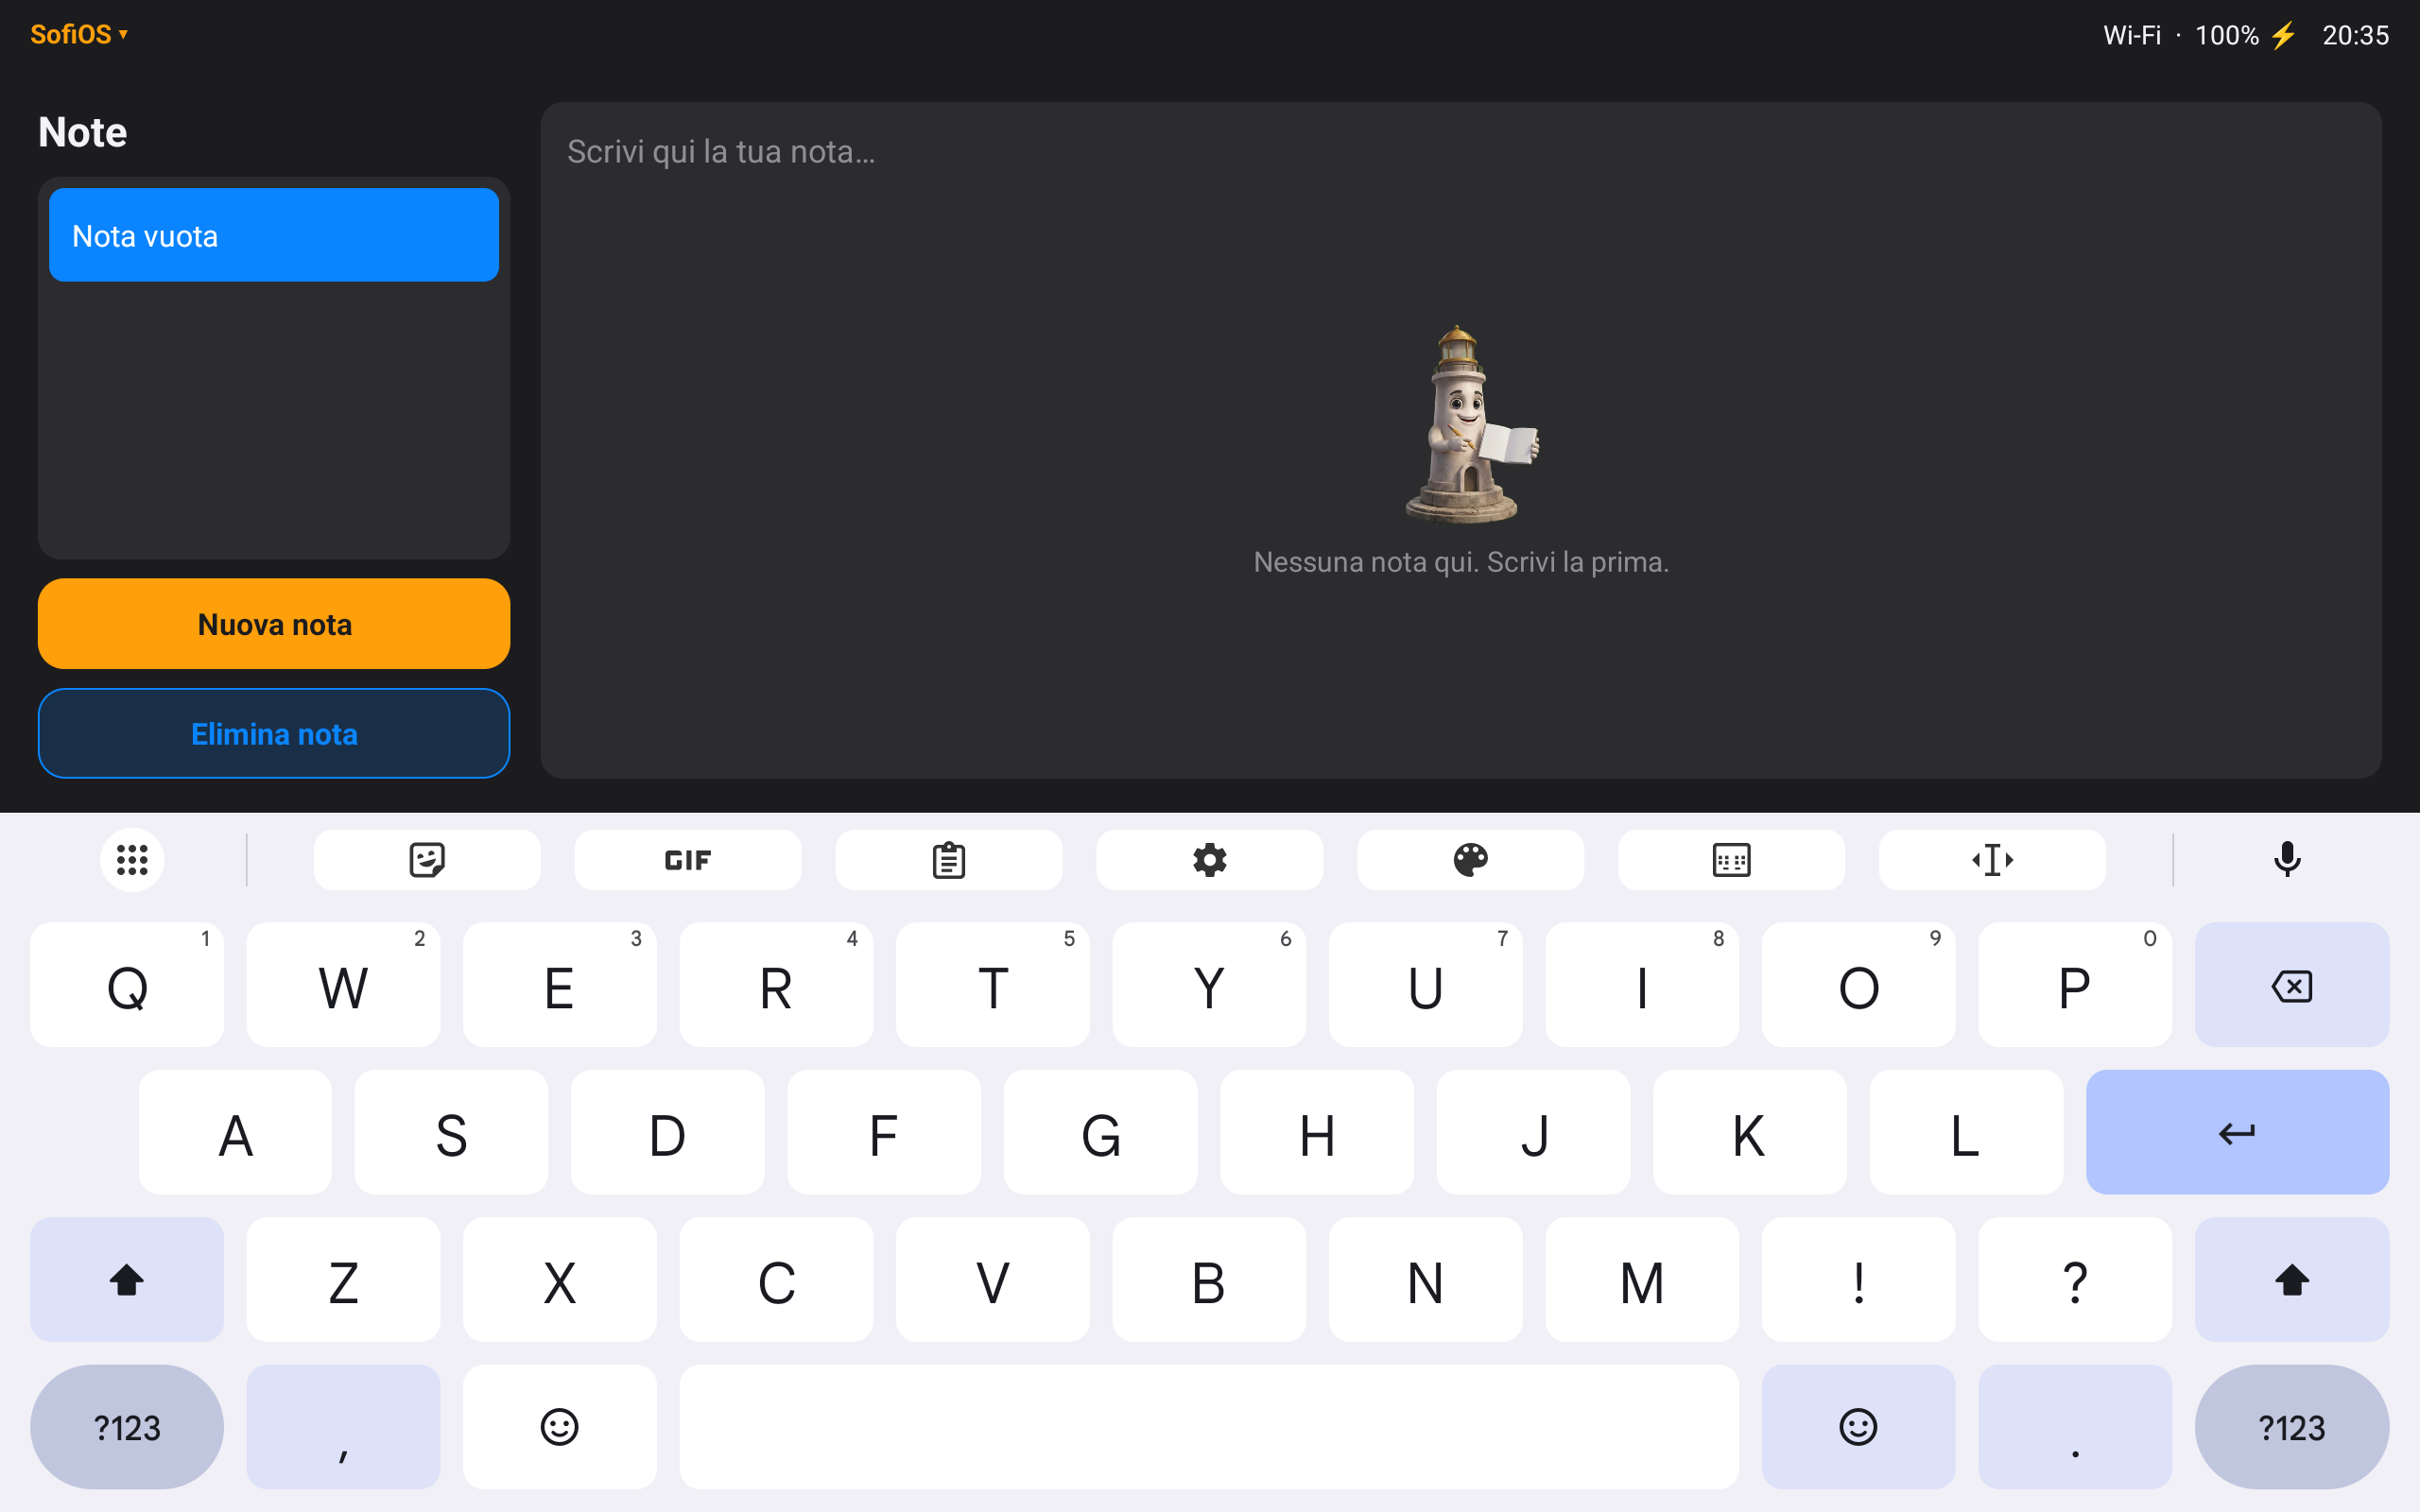 SofiOS ▾
Wi-Fi · 100% ⚡ 20:35
Note
Nota vuota
Nuova nota
Elimina nota
Scrivi qui la tua nota…
Nessuna nota qui. Scrivi la prima.
GIF
Q 1 W 2 E 3 R 4 T 5 Y 6 U 7 I 8 O 9 P 0
A S D F G H J K L
Z X C V B N M ! ?
?123 , . ?123